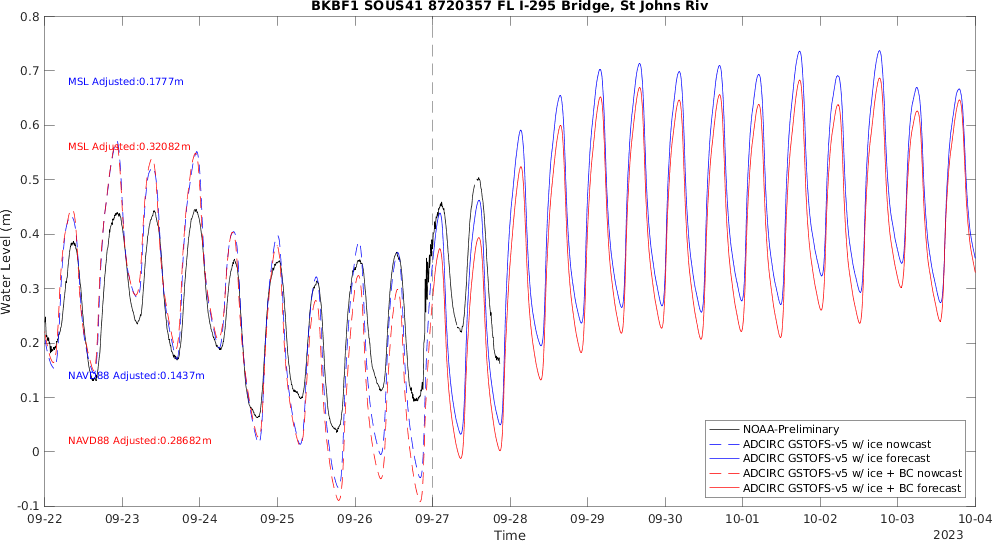 BKBF1 SOUS41 8720357 FL I-295 Bridge, St Johns Riv
0.8
0.7
0.6
0.5
0.4
0.3
0.2
0.1
0
-0.1
Water Level (m)
MSL Adjusted:0.1777m
MSL Adjusted:0.32082m
NAVD88 Adjusted:0.1437m
NAVD88 Adjusted:0.28682m
NOAA-Preliminary
ADCIRC GSTOFS-v5 w/ ice nowcast
ADCIRC GSTOFS-v5 w/ ice forecast
ADCIRC GSTOFS-v5 w/ ice + BC nowcast
ADCIRC GSTOFS-v5 w/ ice + BC forecast
09-22 09-23 09-24 09-25 09-26 09-27 09-28 09-29 09-30 10-01 10-02 10-03 10-04
Time
2023